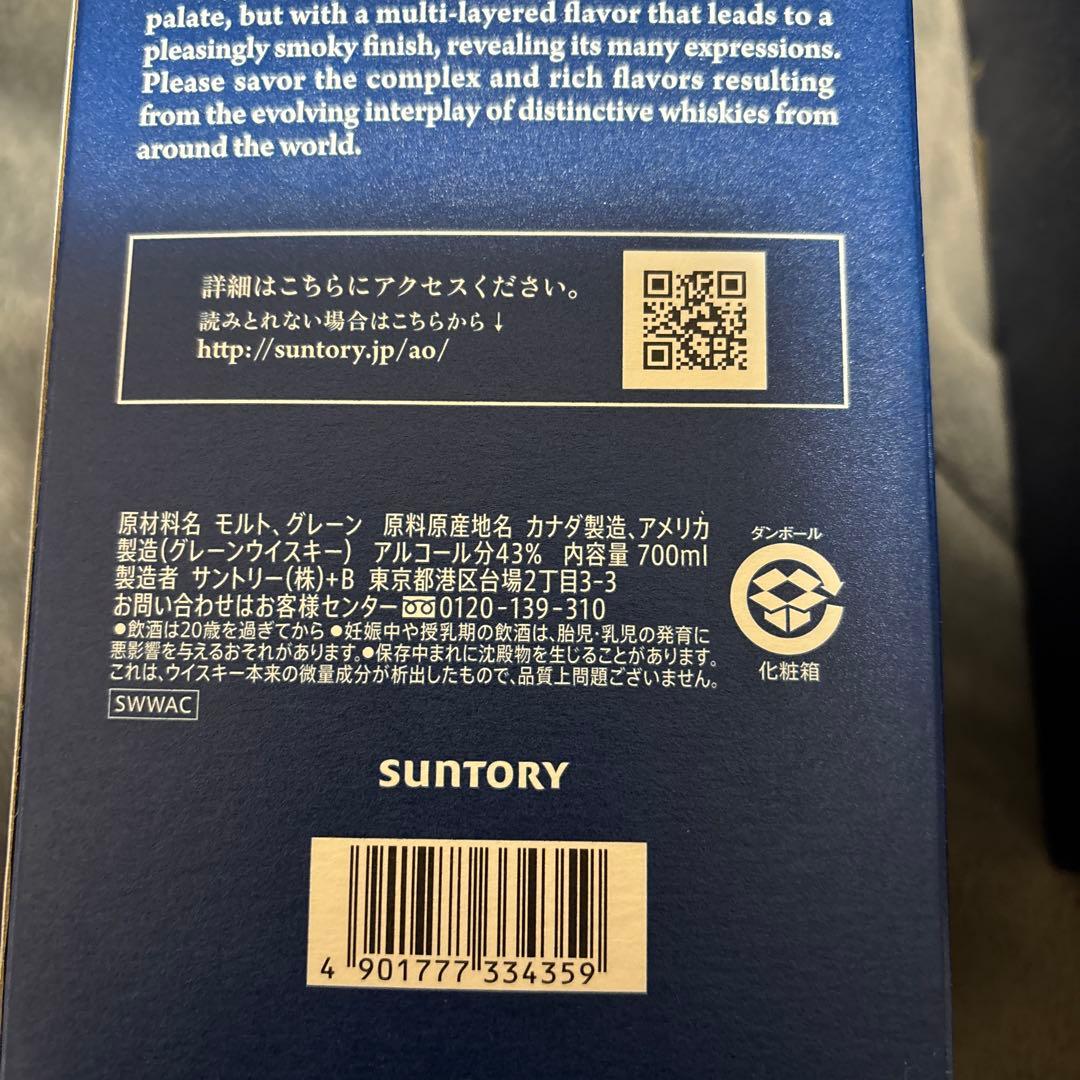 palate, but with a multi-layered flavor that leads to a
pleasingly smoky finish, revealing its many expressions.
Please savor the complex and rich flavors resulting
from the evolving interplay of distinctive whiskies from
around the world.
詳細はこちらにアクセスください。
読みとれない場合はこちらから↓
http://suntory.jp/ao/
原材料名 モルト、グレーン 原料原産地名 カナダ製造、アメリカ
製造(グレーンウイスキー) アルコール分43% 内容量 700ml
製造者 サントリー(株)+B 東京都港区台場2丁目3-3
お問い合わせはお客様センター 0120-139-310
●飲酒は20歳を過ぎてから ●妊娠中や授乳期の飲酒は、胎児・乳児の発育に
悪影響を与えるおそれがあります。●保存中まれに沈殿物を生じることがあります。
これは、ウイスキー本来の微量成分が析出したもので、品質上問題ございません。
SWWAC
ダンボール
化粧箱
SUNTORY
4 901777 334359